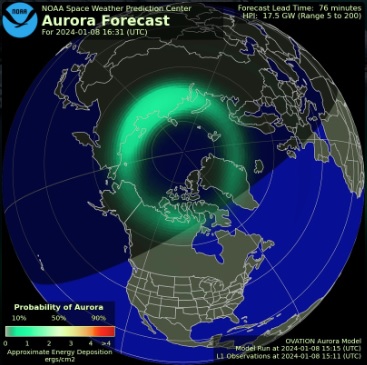 NOAA
NOAA Space Weather Prediction Center
Aurora Forecast
For 2024-01-08 16:31 (UTC)
Forecast Lead Time: 76 minutes
HPI: 17.5 GW (Range 5 to 200)
Probability of Aurora
10% 50% 90%
0 1 2 3 4 >4
Approximate Energy Deposition
ergs/cm2
OVATION Aurora Model
Model Run at 2024-01-08 15:15 (UTC)
L1 Observations at 2024-01-08 15:11 (UTC)